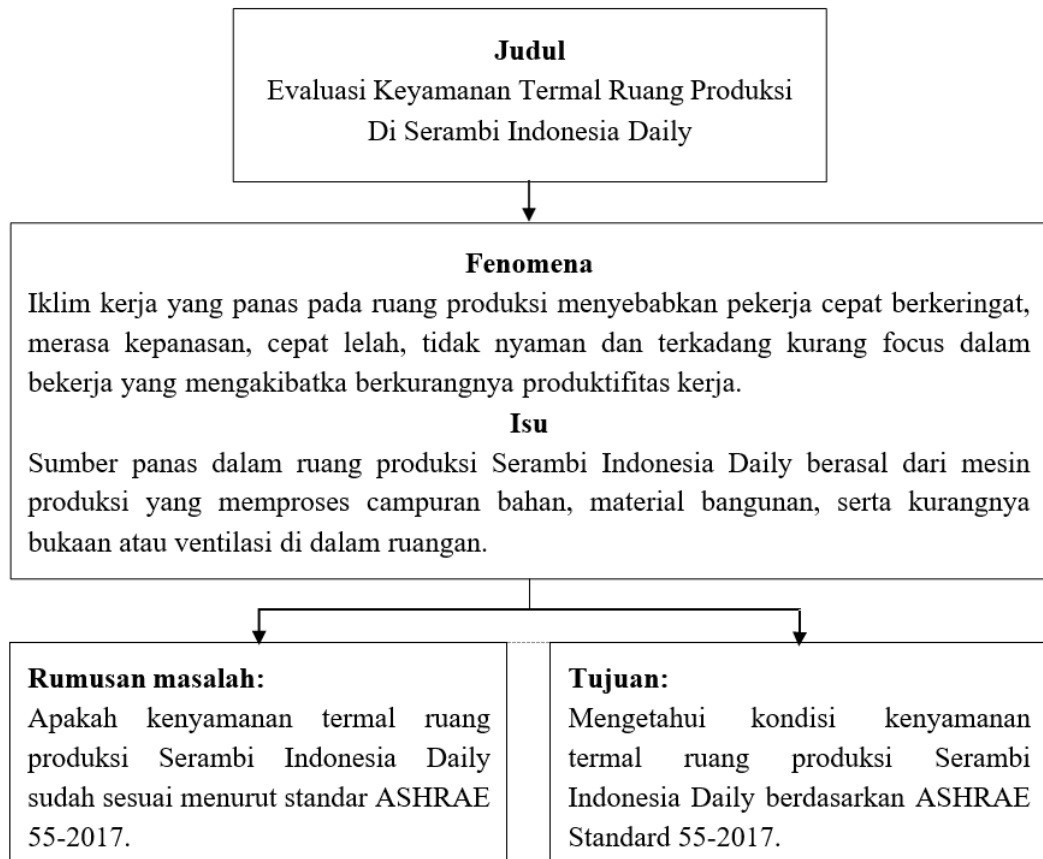 Judul
Evaluasi Keyamanan Termal Ruang Produksi
Di Serambi Indonesia Daily
Fenomena
Iklim kerja yang panas pada ruang produksi menyebabkan pekerja cepat berkeringat,
merasa kepanasan, cepat lelah, tidak nyaman dan terkadang kurang focus dalam
bekerja yang mengakibatka berkurangnya produktifitas kerja.
Isu
Sumber panas dalam ruang produksi Serambi Indonesia Daily berasal dari mesin
produksi yang memproses campuran bahan, material bangunan, serta kurangnya
bukaan atau ventilasi di dalam ruangan.
Rumusan masalah:
Apakah kenyamanan termal ruang
produksi Serambi Indonesia Daily
sudah sesuai menurut standar ASHRAE
55-2017.
Tujuan:
Mengetahui kondisi kenyamanan
termal ruang produksi Serambi
Indonesia Daily berdasarkan ASHRAE
Standard 55-2017.